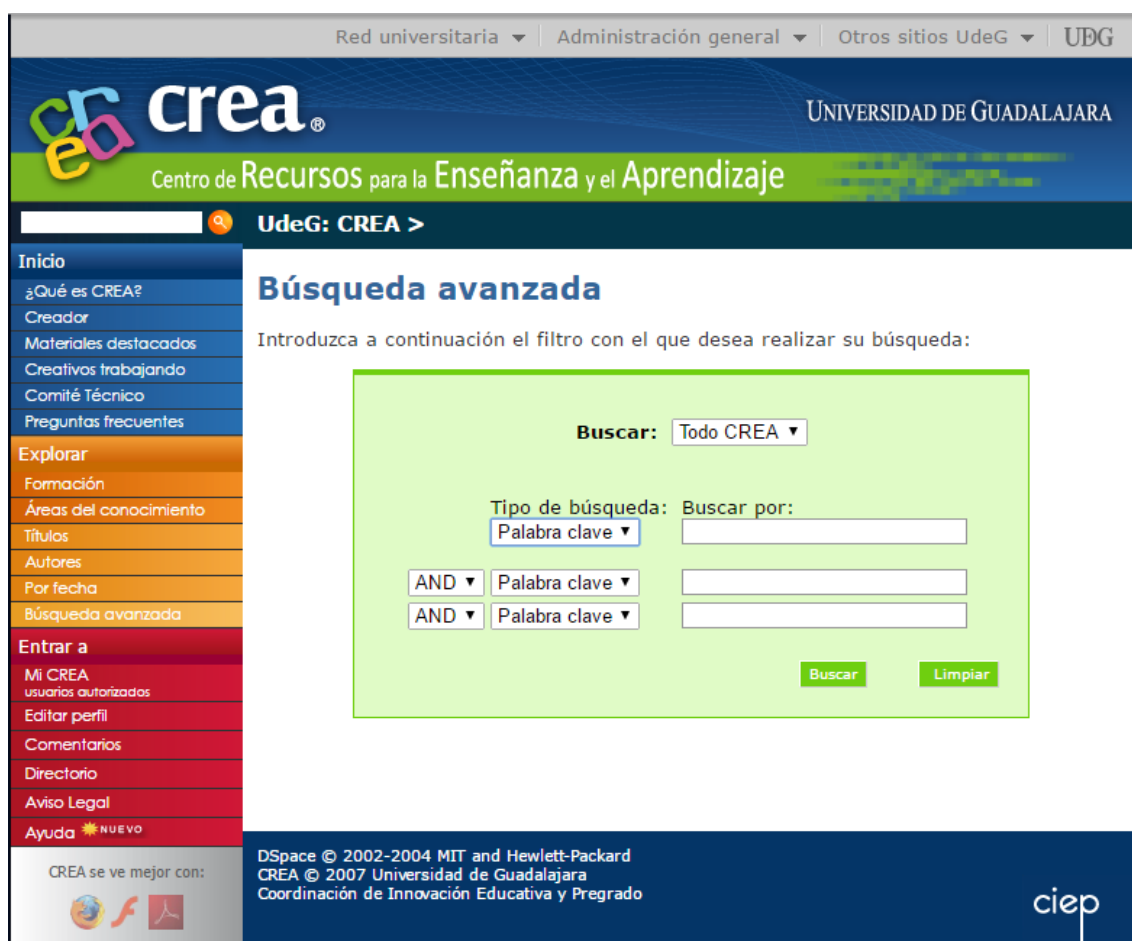 Red universitaria Administración general Otros sitios UdeG UDG
crea®
UNIVERSIDAD DE GUADALAJARA
Centro de Recursos para la Enseñanza y el Aprendizaje
UdeG: CREA >
Inicio
¿Qué es CREA?
Creador
Materiales destacados
Creativos trabajando
Comité Técnico
Preguntas frecuentes
Explorar
Formación
Áreas del conocimiento
Títulos
Autores
Por fecha
Búsqueda avanzada
Entrar a
Mi CREA
usuarios autorizados
Editar perfil
Comentarios
Directorio
Aviso Legal
Ayuda NUEVO
CREA se ve mejor con:
Búsqueda avanzada
Introduzca a continuación el filtro con el que desea realizar su búsqueda:
Buscar: Todo CREA
Tipo de búsqueda: Buscar por:
Palabra clave
AND Palabra clave
AND Palabra clave
Buscar Limpiar
DSpace © 2002-2004 MIT and Hewlett-Packard
CREA © 2007 Universidad de Guadalajara
Coordinación de Innovación Educativa y Pregrado
ciep